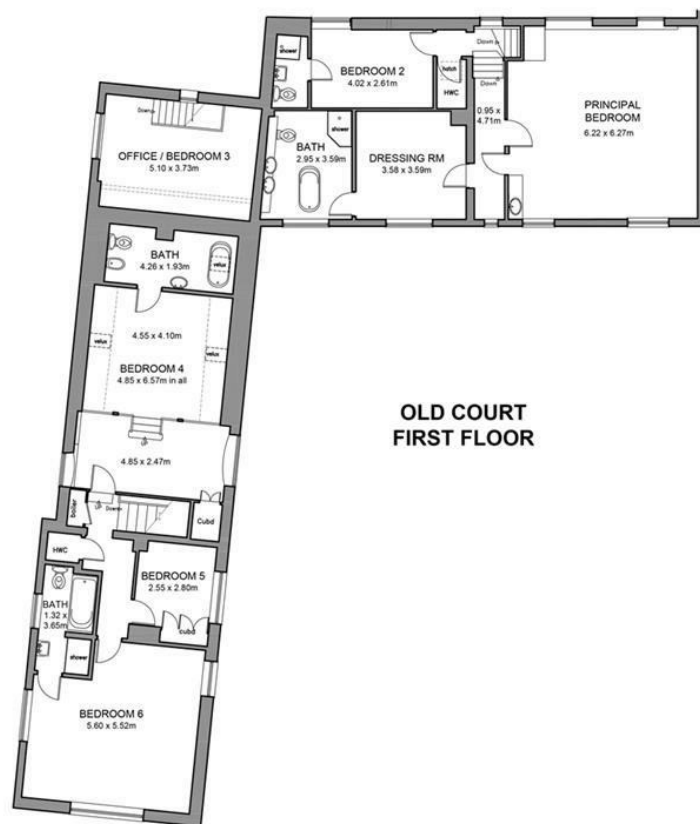 shower
BEDROOM 2
4.02 x 2.61m
Down
hatch
HWC
Down
0.95 x
4.71m
PRINCIPAL
BEDROOM
6.22 x 6.27m
Down
OFFICE / BEDROOM 3
5.10 x 3.73m
shower
BATH
2.95 x 3.59m
DRESSING RM
3.58 x 3.59m
BATH
4.26 x 1.93m
velux
4.55 x 4.10m
velux
velux
BEDROOM 4
4.85 x 6.57m in all
OLD COURT
FIRST FLOOR
up
4.85 x 2.47m
boiler
up
Down
Cubd
HWC
BEDROOM 5
2.55 x 2.80m
cubd
BATH
1.32 x
3.65m
shower
BEDROOM 6
5.60 x 5.52m